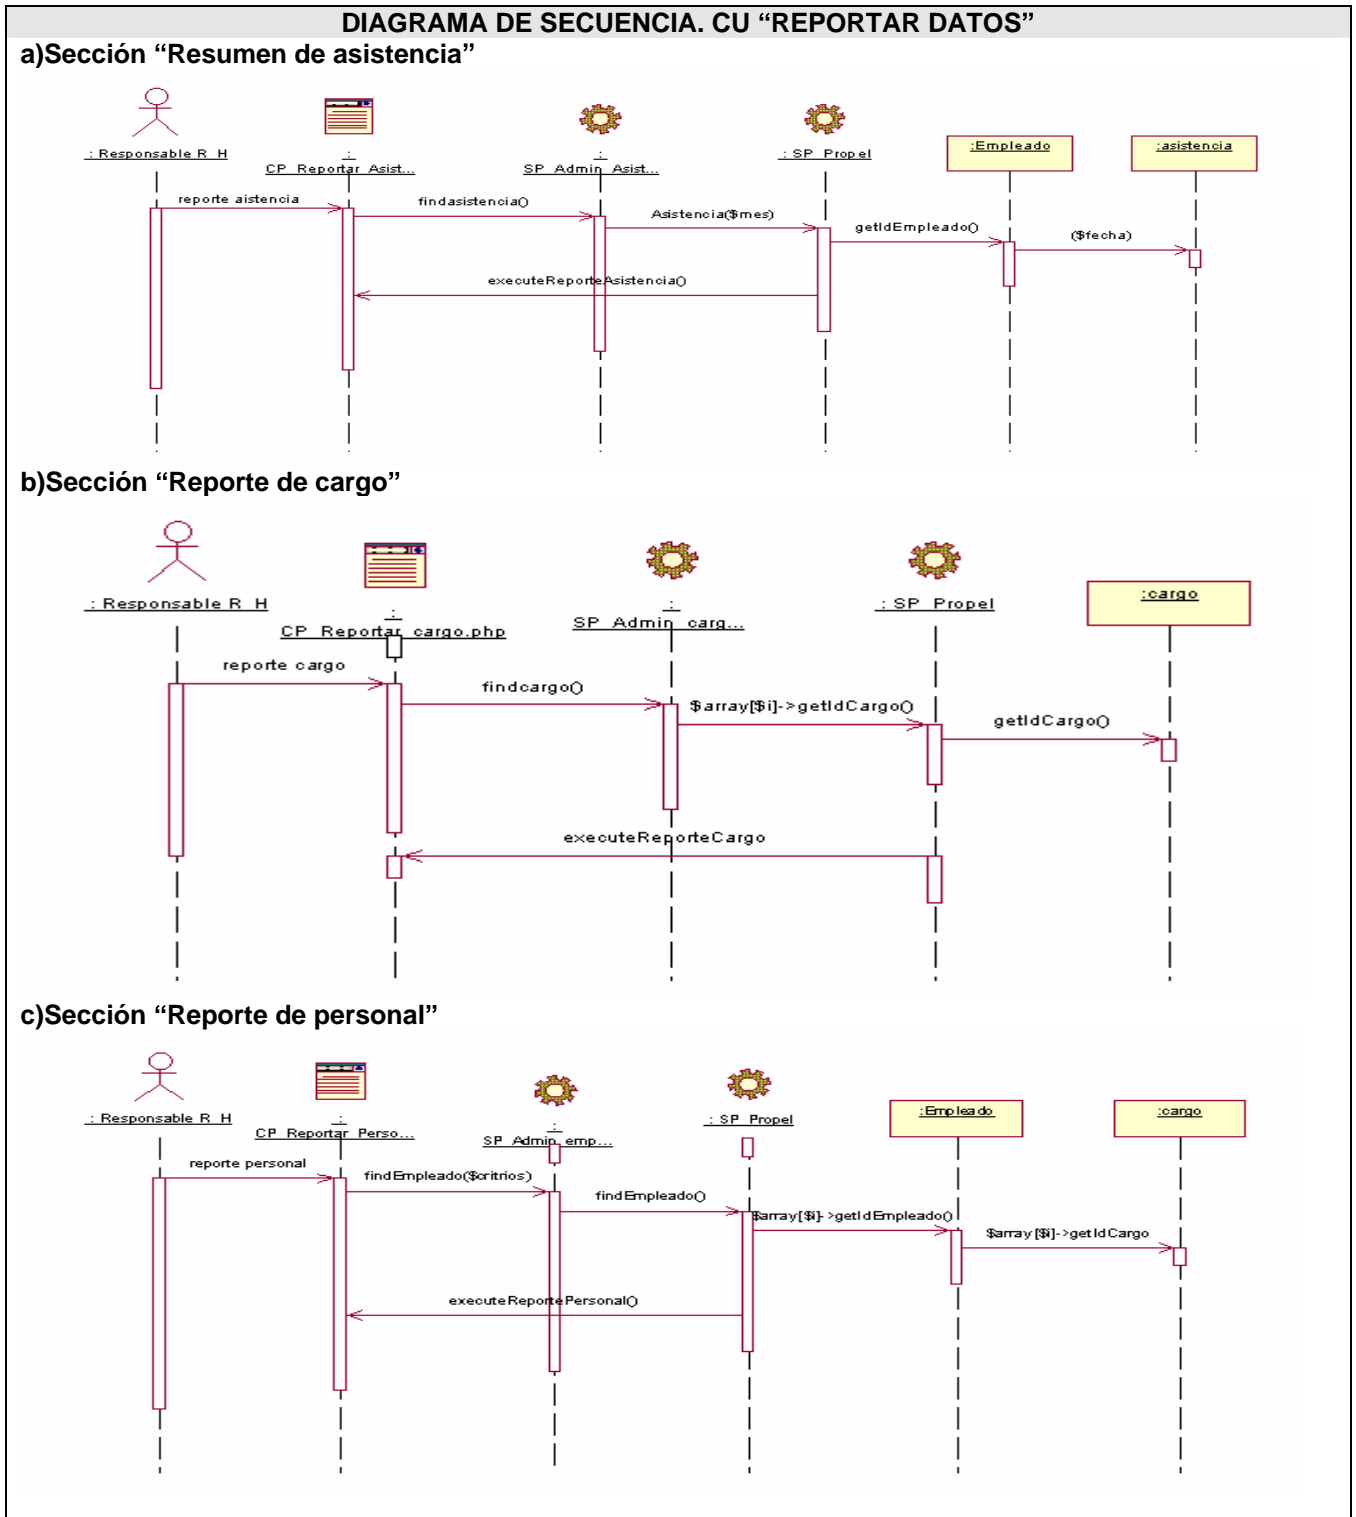 DIAGRAMA DE SECUENCIA. CU “REPORTAR DATOS”
a)Sección “Resumen de asistencia”
: Responsable R H
:
CP Reportar Asist...
:
SP Admin Asist...
: SP Propel
:Empleado
:asistencia
reporte aistencia
findasistencia()
Asistencia($mes)
getIdEmpleado()
($fecha)
executeReporteAsistencia()
b)Sección “Reporte de cargo”
: Responsable R H
:
CP Reportar cargo.php
:
SP Admin carg...
: SP Propel
:cargo
reporte cargo
findcargo()
$array[$i]->getIdCargo()
getIdCargo()
executeReporteCargo
c)Sección “Reporte de personal”
: Responsable R H
:
CP Reportar Perso...
:
SP Admin emp...
: SP Propel
:Empleado
:cargo
reporte personal
findEmpleado($critrios)
findEmpleado()
$array[$i]->getIdEmpleado()
$array[$i]->getIdCargo
executeReportePersonal()